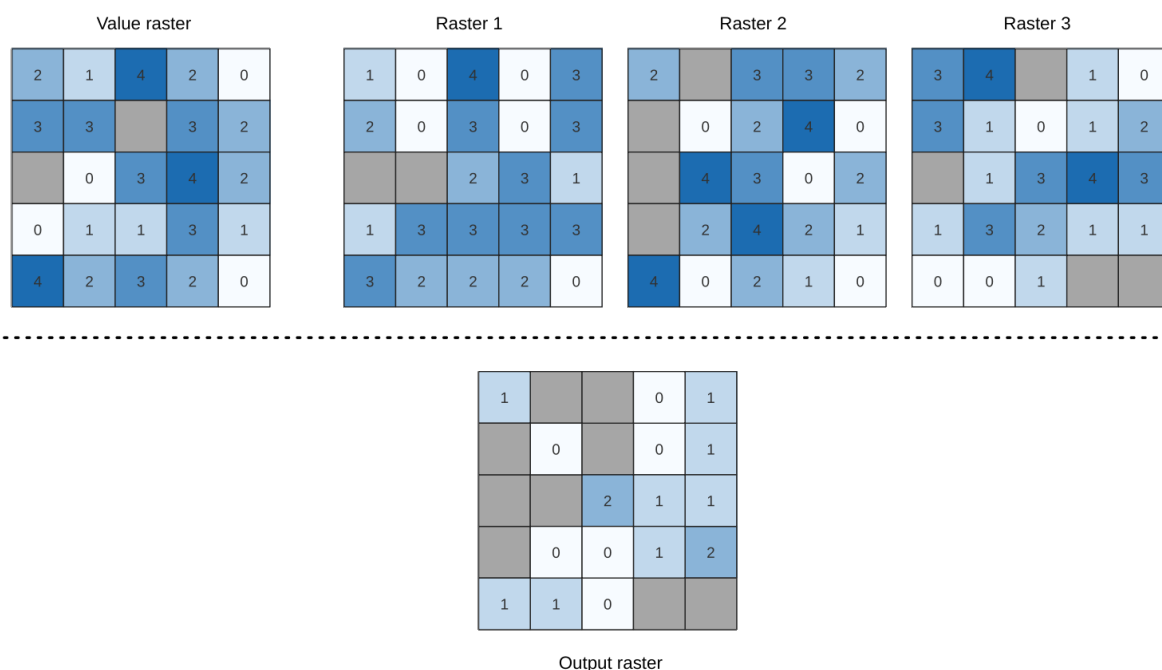 Value raster Raster 1 Raster 2 Raster 3
2 1 4 2 0 1 0 4 0 3 2 3 3 2 3 4 1 0
3 3 3 2 2 0 3 0 3 0 2 4 0 3 1 0 1 2
0 3 4 2 2 3 1 4 3 0 2 1 3 4 3
0 1 1 3 1 1 3 3 3 3 2 4 2 1 1 3 2 1 1
4 2 3 2 0 3 2 2 2 0 4 0 2 1 0 0 0 1
1 0 1
0 0 1
2 1 1
0 0 1 2
1 1 0
Output raster